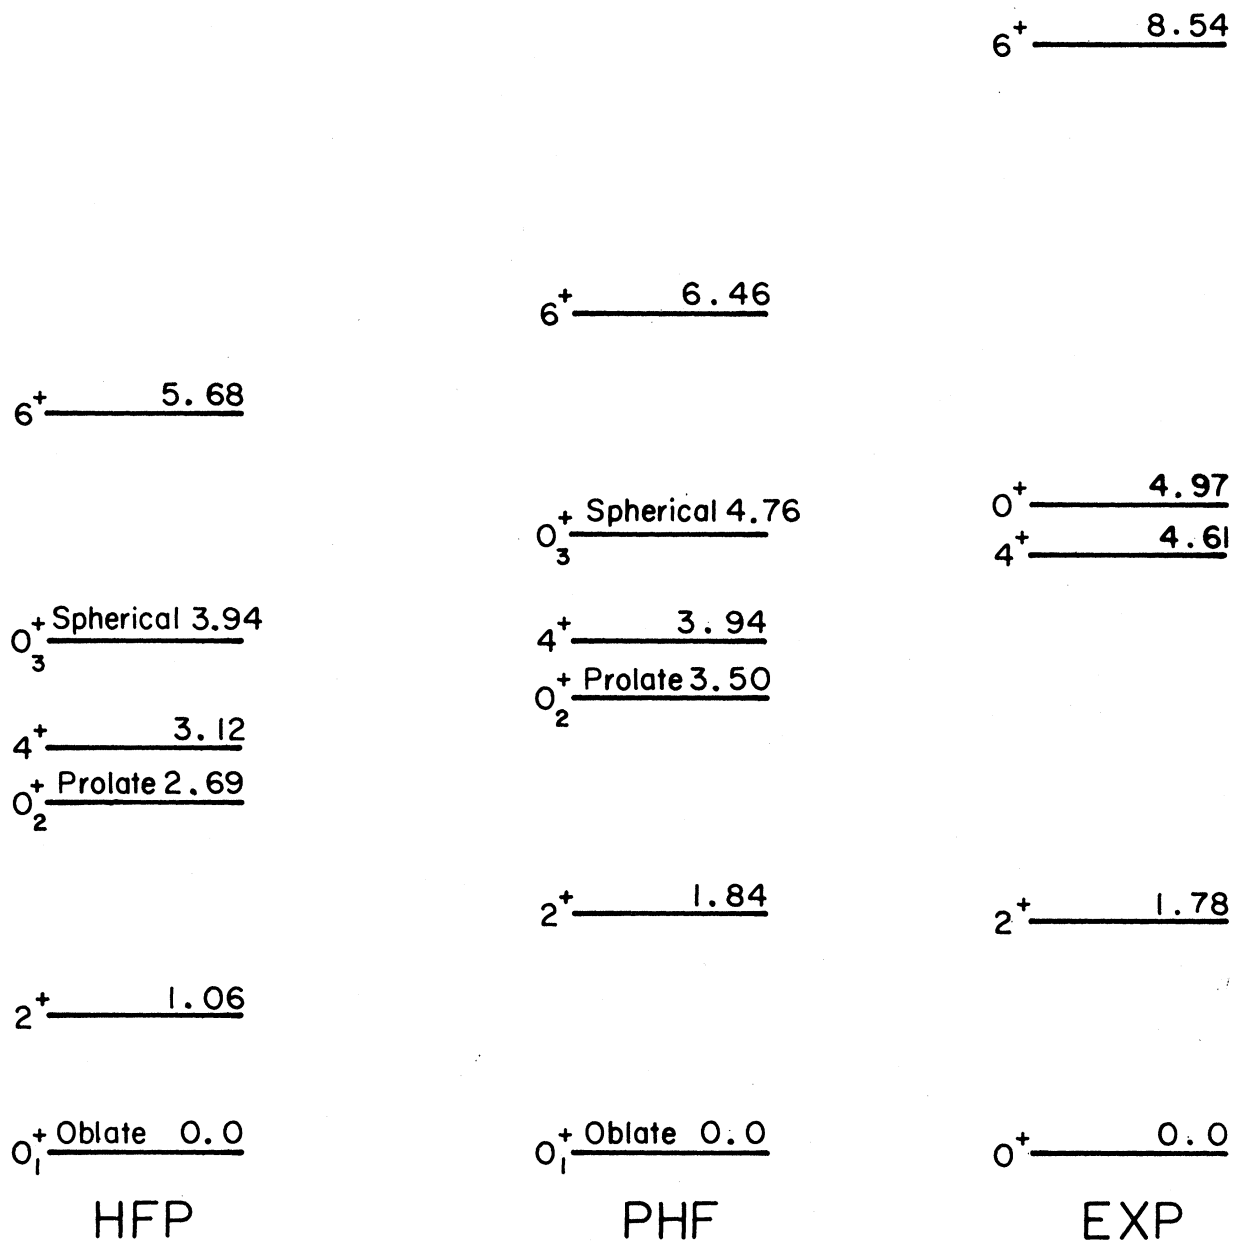 6+ 8.54
6+ 6.46
6+ 5.68
0+ 4.97
0+3 Spherical 4.76
4+ 4.61
0+3 Spherical 3.94
4+ 3.94
0+2 Prolate 3.50
4+ 3.12
0+2 Prolate 2.69
2+ 1.84
2+ 1.78
2+ 1.06
0+1 Oblate 0.0
0+1 Oblate 0.0
0+ 0.0
HFP PHF EXP